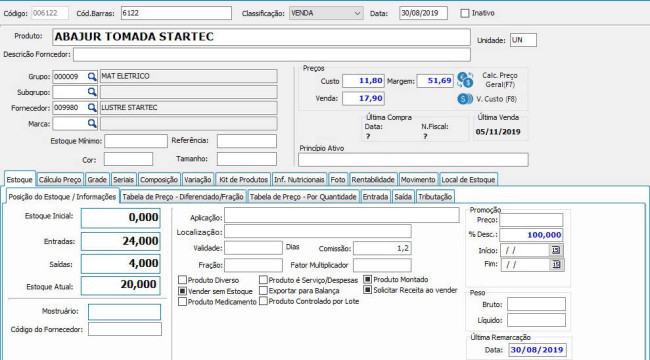 Código: 006122 Cód.Barras: 6122 Classificação: VENDA Data: 30/08/2019 Inativo
Produto: ABAJUR TOMADA STARTEC Unidade: UN
Descrição Fornecedor:
Grupo: 000009 MAT ELETRICO
Subgrupo:
Fornecedor: 009980 LUSTRE STARTEC
Marca:
Estoque Mínimo: Referência:
Cor: Tamanho:
Preços
Custo 11,80 Margem: 51,69 Calc. Preço Geral(F7)
Venda: 17,90 V. Custo (F8)
Última Compra Última Venda
Data: N.Fiscal: 05/11/2019
? ?
Princípio Ativo
Estoque Cálculo Preço Grade Seriais Composição Variação Kit de Produtos Inf. Nutricionais Foto Rentabilidade Movimento Local de Estoque
Posição do Estoque / Informações Tabela de Preço - Diferenciado/Fração Tabela de Preço - Por Quantidade Entrada Saída Tributação
Estoque Inicial: 0,000
Entradas: 24,000
Saídas: 4,000
Estoque Atual: 20,000
Mostruário:
Código do Fornecedor:
Aplicação:
Localização:
Validade: Dias Comissão: 1,2
Fração: Fator Multiplicador
Produto Diverso Produto é Serviço/Despesas Produto Montado
Vender sem Estoque Exportar para Balança Solicitar Receita ao vender
Produto Medicamento Produto Controlado por Lote
Promoção
Preço:
% Desc.: 100,000
Início: / / 15
Fim: / / 15
Peso
Bruto:
Líquido:
Última Remarcação
Data: 30/08/2019